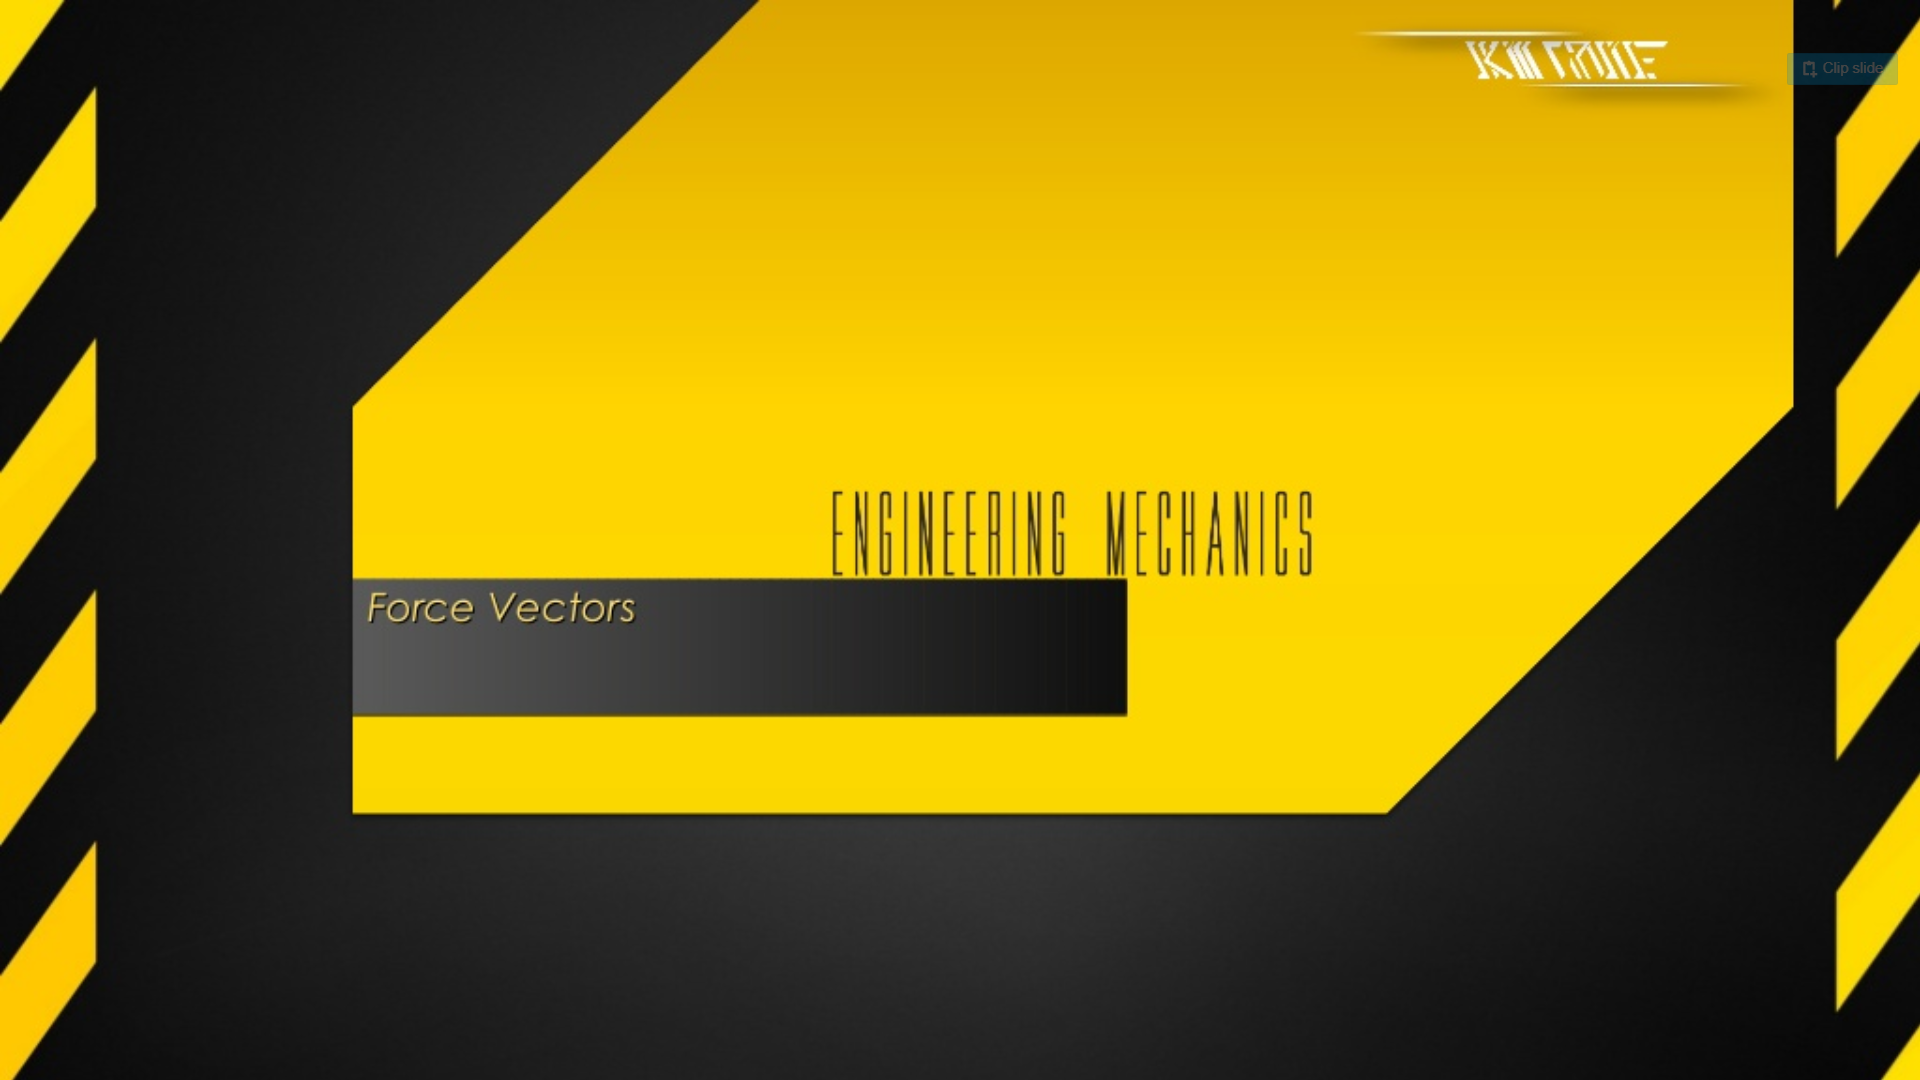 Clip slide
ENGINEERING MECHANICS
Force Vectors